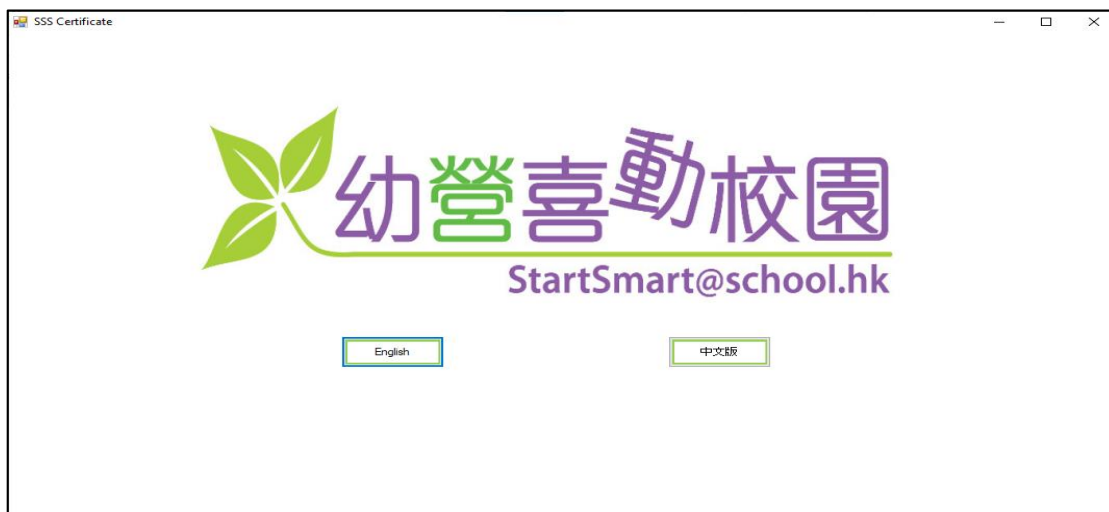 SSS Certificate
幼營喜動校園
StartSmart@school.hk
English
中文版